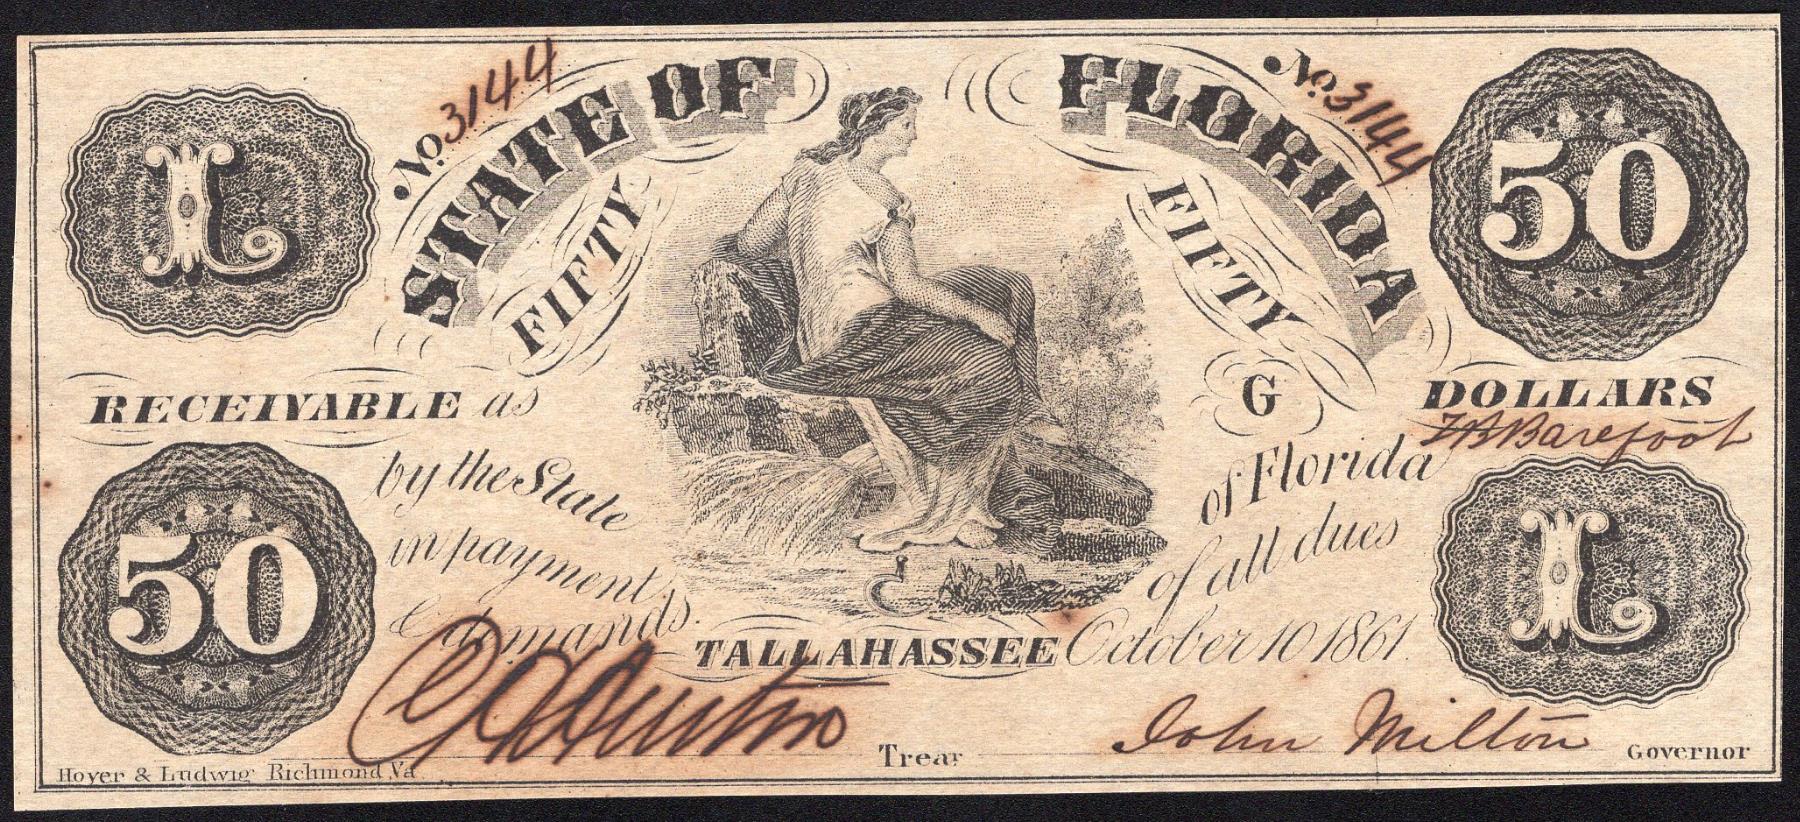 No. 3144
No. 3144
STATE OF FLORIDA
L
50
FIFTY
FIFTY
G
RECEIVABLE as
DOLLARS
by the State
of Florida
in payment
of all dues
& demands.
50
L
TALLAHASSEE October 10 1861
John Milton
Trear
Governor
Hoyer & Ludwig Richmond, Va